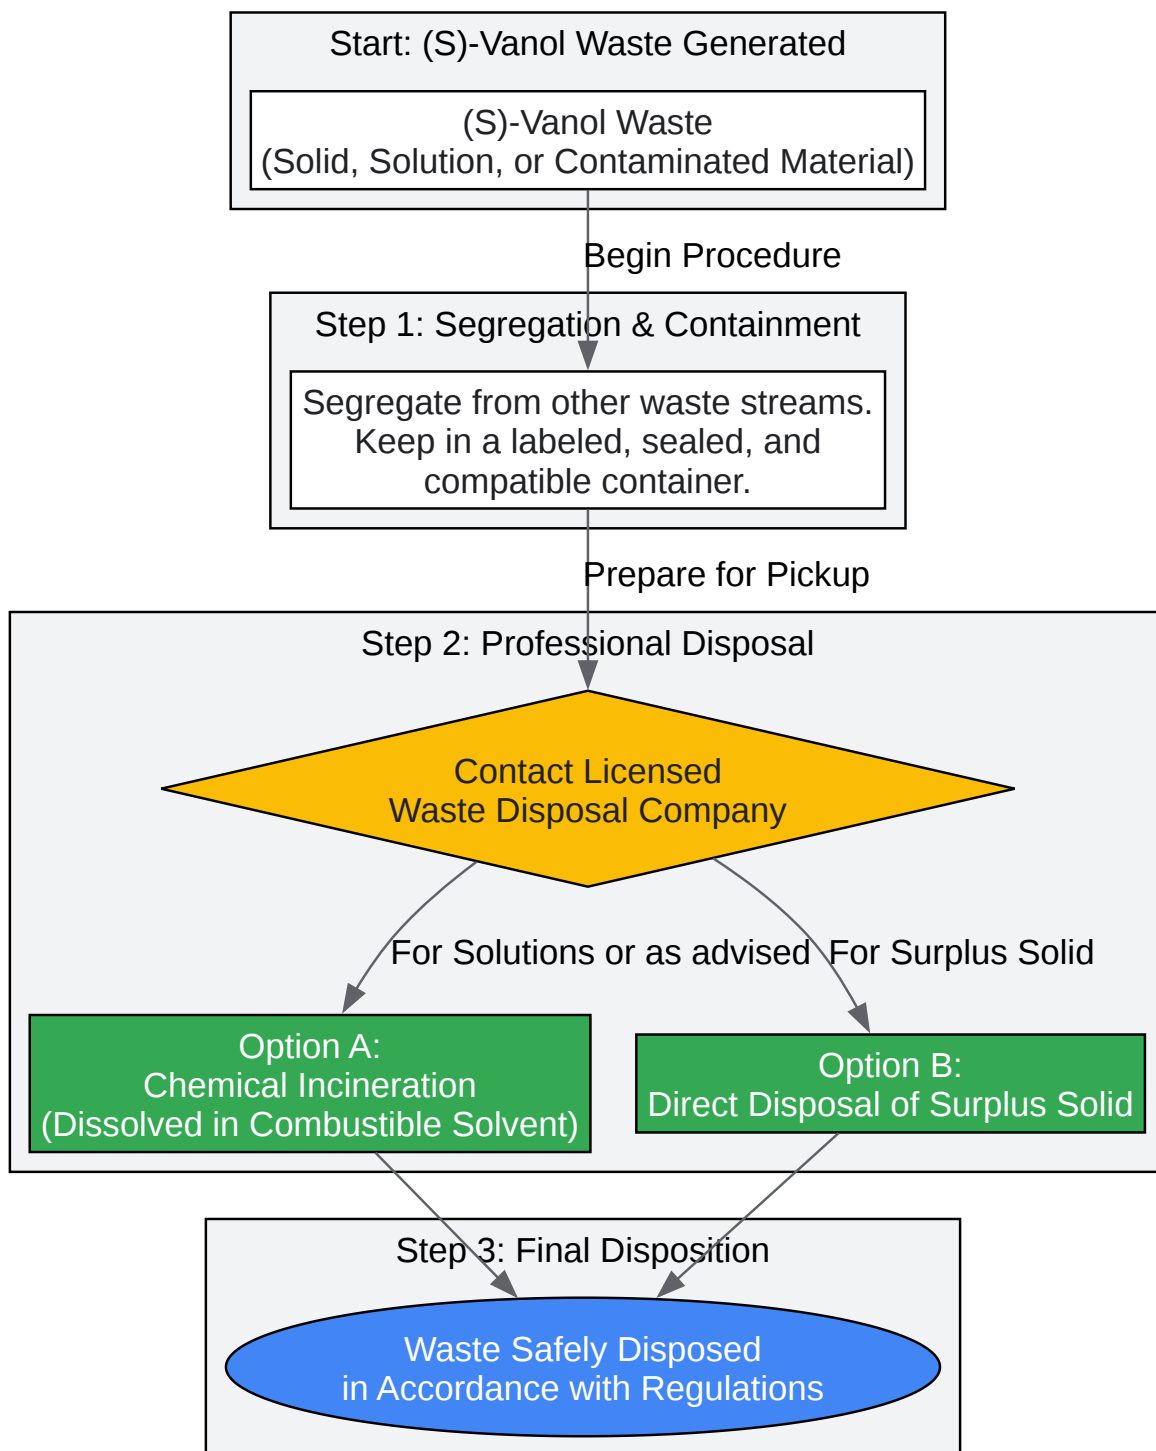 Start: (S)-Vanol Waste Generated
(S)-Vanol Waste
(Solid, Solution, or Contaminated Material)
Begin Procedure
Step 1: Segregation & Containment
Segregate from other waste streams.
Keep in a labeled, sealed, and
compatible container.
Prepare for Pickup
Step 2: Professional Disposal
Contact Licensed
Waste Disposal Company
For Solutions or as advised
For Surplus Solid
Option A:
Chemical Incineration
(Dissolved in Combustible Solvent)
Option B:
Direct Disposal of Surplus Solid
Step 3: Final Disposition
Waste Safely Disposed
in Accordance with Regulations